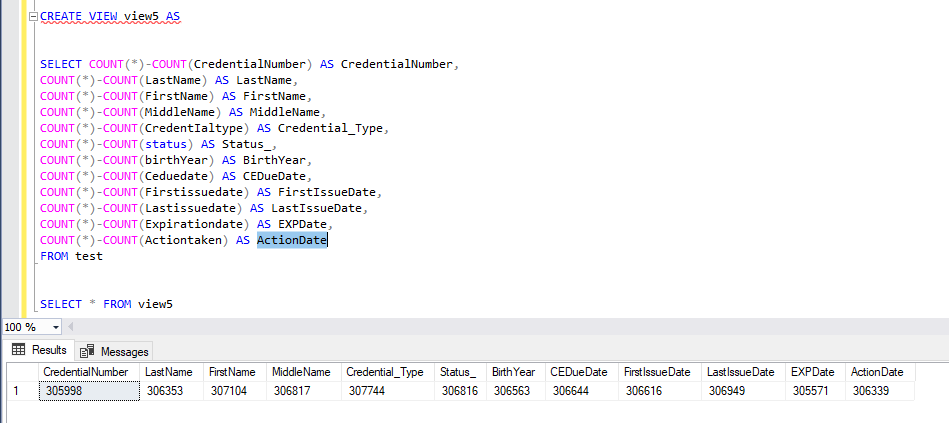 CREATE VIEW view5 AS
SELECT COUNT(*)-COUNT(CredentialNumber) AS CredentialNumber,
COUNT(*)-COUNT(LastName) AS LastName,
COUNT(*)-COUNT(FirstName) AS FirstName,
COUNT(*)-COUNT(MiddleName) AS MiddleName,
COUNT(*)-COUNT(CredentIaltype) AS Credential_Type,
COUNT(*)-COUNT(status) AS Status_,
COUNT(*)-COUNT(birthYear) AS BirthYear,
COUNT(*)-COUNT(Ceduedate) AS CEDueDate,
COUNT(*)-COUNT(Firstissuedate) AS FirstIssueDate,
COUNT(*)-COUNT(Lastissuedate) AS LastIssueDate,
COUNT(*)-COUNT(Expirationdate) AS EXPDate,
COUNT(*)-COUNT(Actiontaken) AS ActionDate
FROM test
SELECT * FROM view5
100 %
Results Messages
CredentialNumber LastName FirstName MiddleName Credential_Type Status_ BirthYear CEDueDate FirstIssueDate LastIssueDate EXPDate ActionDate
1 305998 306353 307104 306817 307744 306816 306563 306644 306616 306949 305571 306339